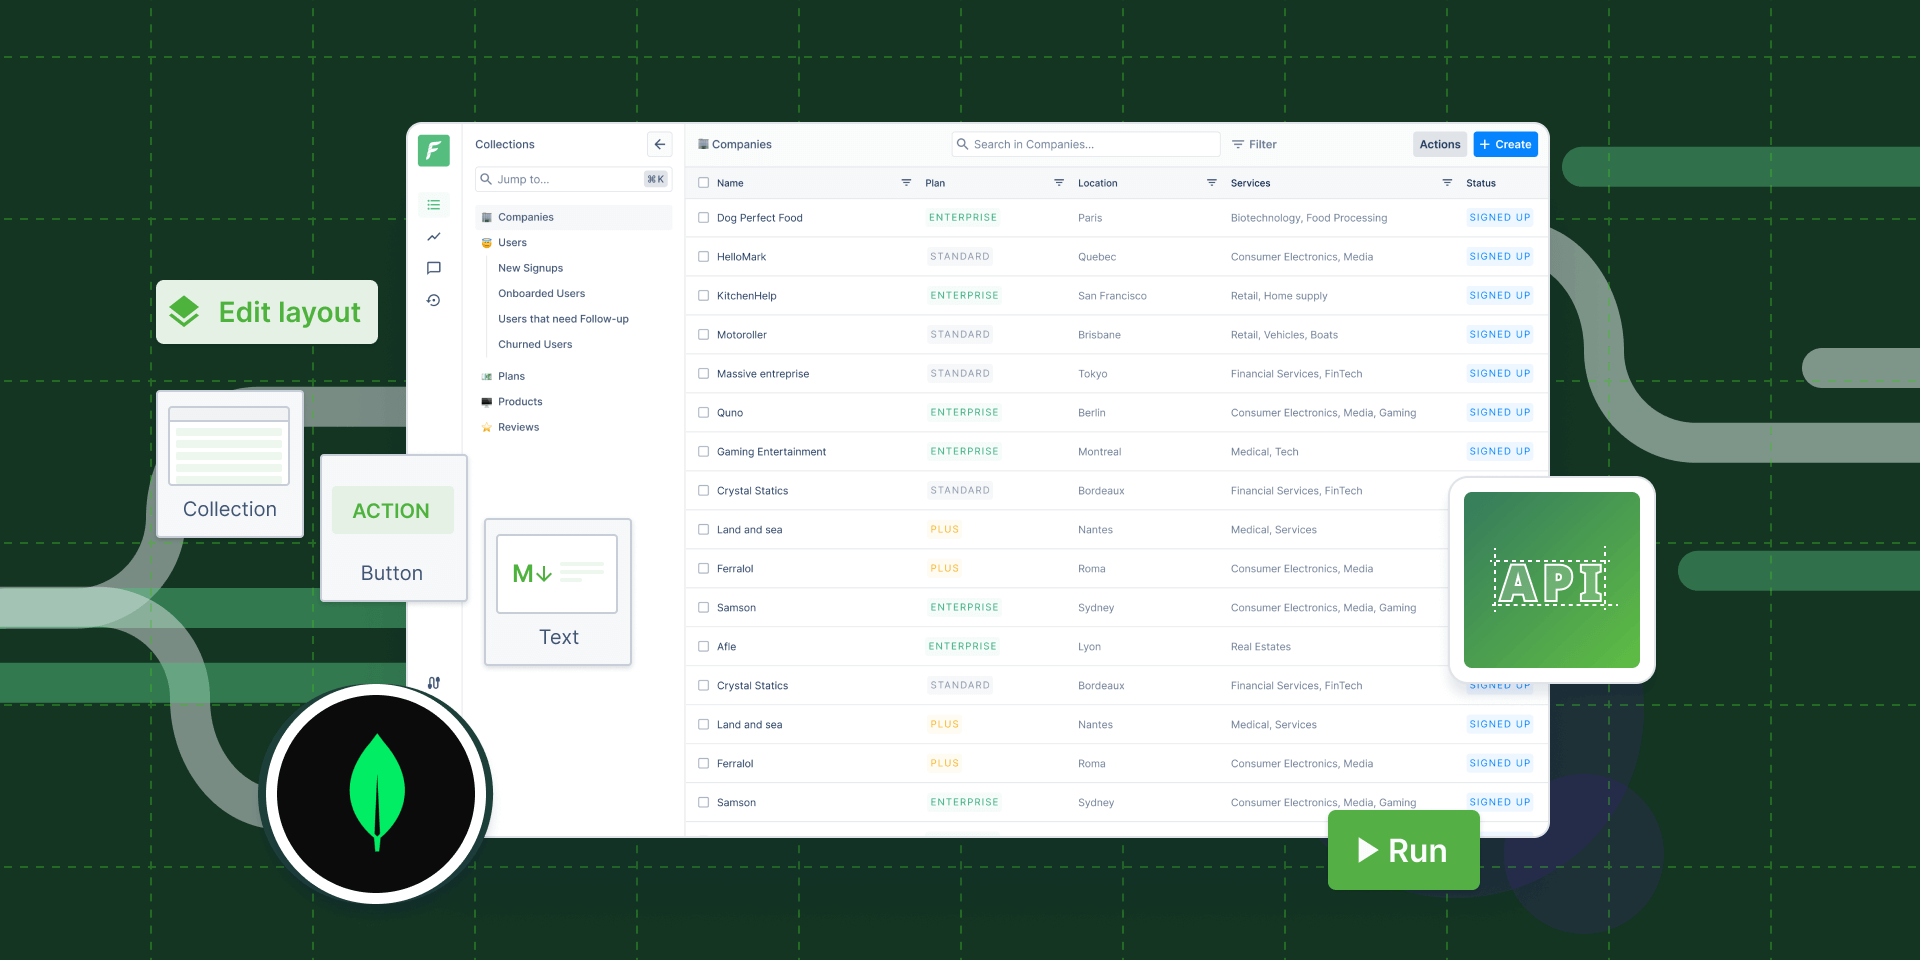 Collections
Jump to...
⌘K
Companies
Users
New Signups
Onboarded Users
Users that need Follow-up
Churned Users
Plans
Products
Reviews
Companies
Search in Companies...
Filter
Actions
+ Create
Name Plan Location Services Status
Dog Perfect Food ENTERPRISE Paris Biotechnology, Food Processing SIGNED UP
HelloMark STANDARD Quebec Consumer Electronics, Media SIGNED UP
KitchenHelp ENTERPRISE San Francisco Retail, Home supply SIGNED UP
Motoroller STANDARD Brisbane Retail, Vehicles, Boats SIGNED UP
Massive entreprise STANDARD Tokyo Financial Services, FinTech SIGNED UP
Quno ENTERPRISE Berlin Consumer Electronics, Media, Gaming SIGNED UP
Gaming Entertainment ENTERPRISE Montreal Medical, Tech SIGNED UP
Crystal Statics STANDARD Bordeaux Financial Services, FinTech
Land and sea PLUS Nantes Medical, Services
Ferralol PLUS Roma Consumer Electronics, Media
Samson ENTERPRISE Sydney Consumer Electronics, Media, Gaming
Afle ENTERPRISE Lyon Real Estates
Crystal Statics STANDARD Bordeaux Financial Services, FinTech SIGNED UP
Land and sea PLUS Nantes Medical, Services SIGNED UP
Ferralol PLUS Roma Consumer Electronics, Media SIGNED UP
Samson ENTERPRISE Sydney Consumer Electronics, Media, Gaming SIGNED UP
Edit layout
Collection
ACTION
Button
M↓
Text
API
Run